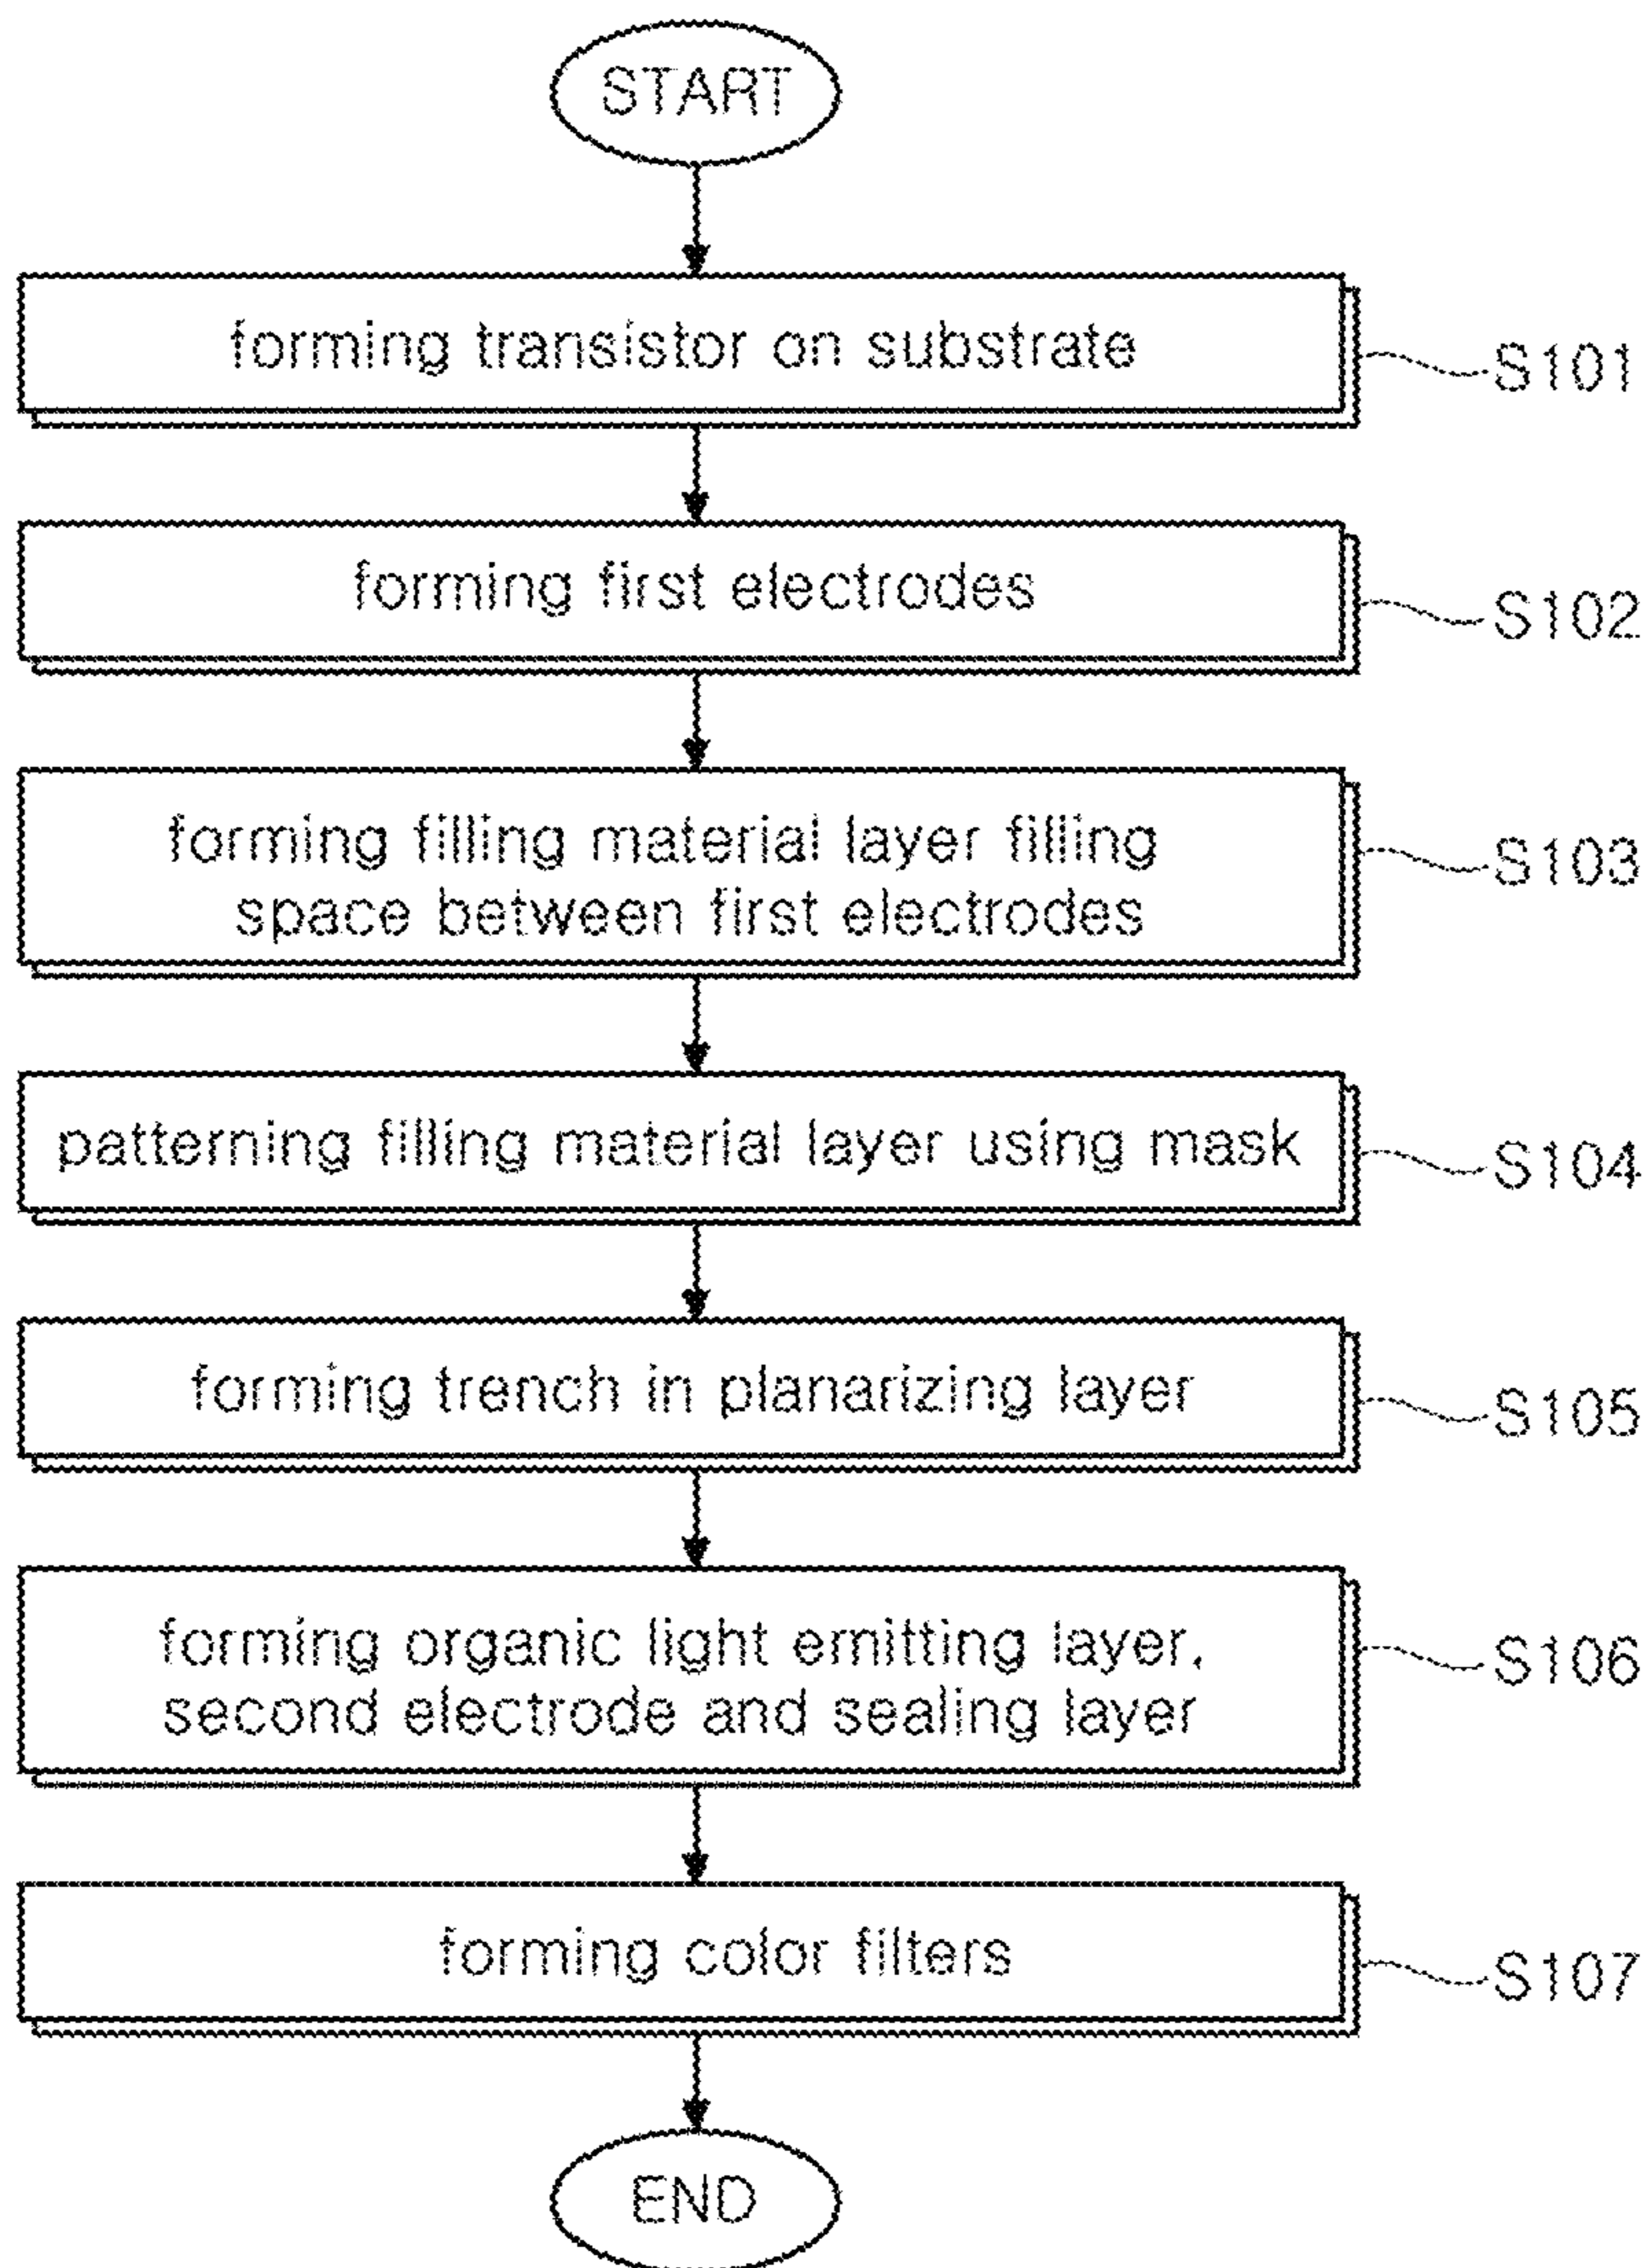 START
forming transistor on substrate
S101
forming first electrodes
S102
forming filling material layer filling
space between first electrodes
S103
patterning filling material layer using mask
S104
forming trench in planarizing layer
S105
forming organic light emitting layer,
second electrode and sealing layer
S106
forming color filters
S107
END